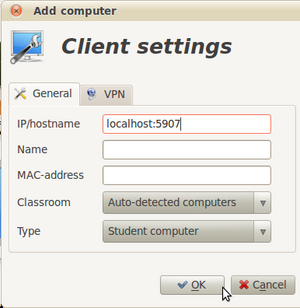 Add computer
Client settings
General
VPN
IP/hostname
localhost:5907
Name
MAC-address
Classroom
Auto-detected computers
Type
Student computer
OK
Cancel